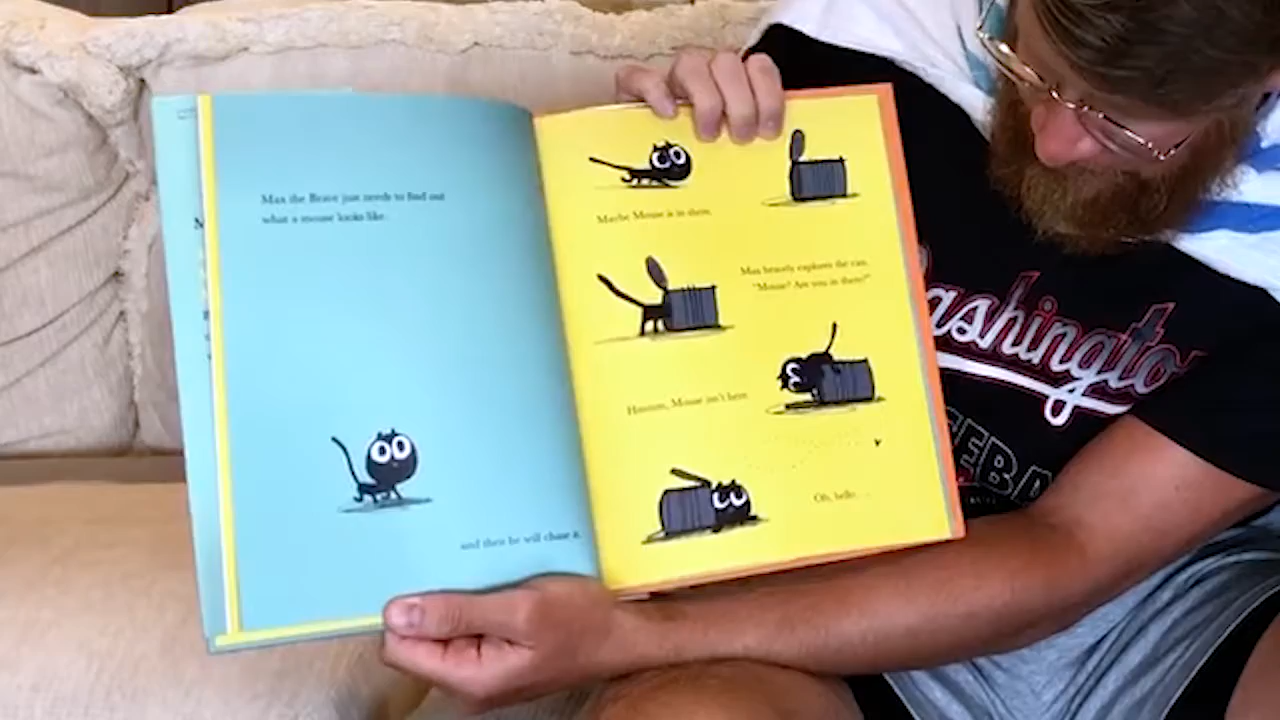 Max the Brave just needs to find out
what a mouse looks like.
and then he will chase it.
Maybe Mouse is in there.
Max bravely explores the can.
"Mouse? Are you in there?"
Hmmm, Mouse isn't here.
Oh, hello . . .
Washington